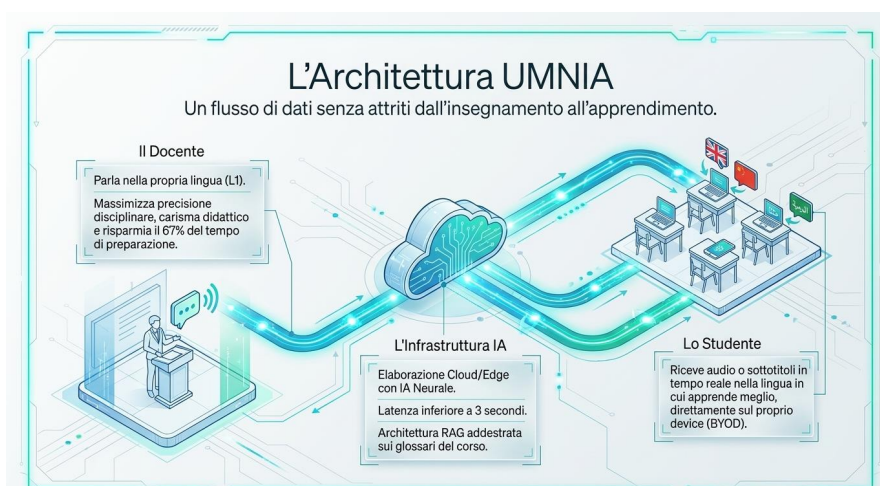 L'Architettura UMNIA
Un flusso di dati senza attriti dall'insegnamento all'apprendimento.
Il Docente
Parla nella propria lingua (L1).
Massimizza precisione
disciplinare, carisma didattico
e risparmia il 67% del tempo
di preparazione.
L'Infrastruttura IA
Elaborazione Cloud/Edge
con IA Neurale.
Latenza inferiore a 3 secondi.
Architettura RAG addestrata
sui glossari del corso.
Lo Studente
Riceve audio o sottotitoli in
tempo reale nella lingua in
cui apprende meglio,
direttamente sul proprio
device (BYOD).